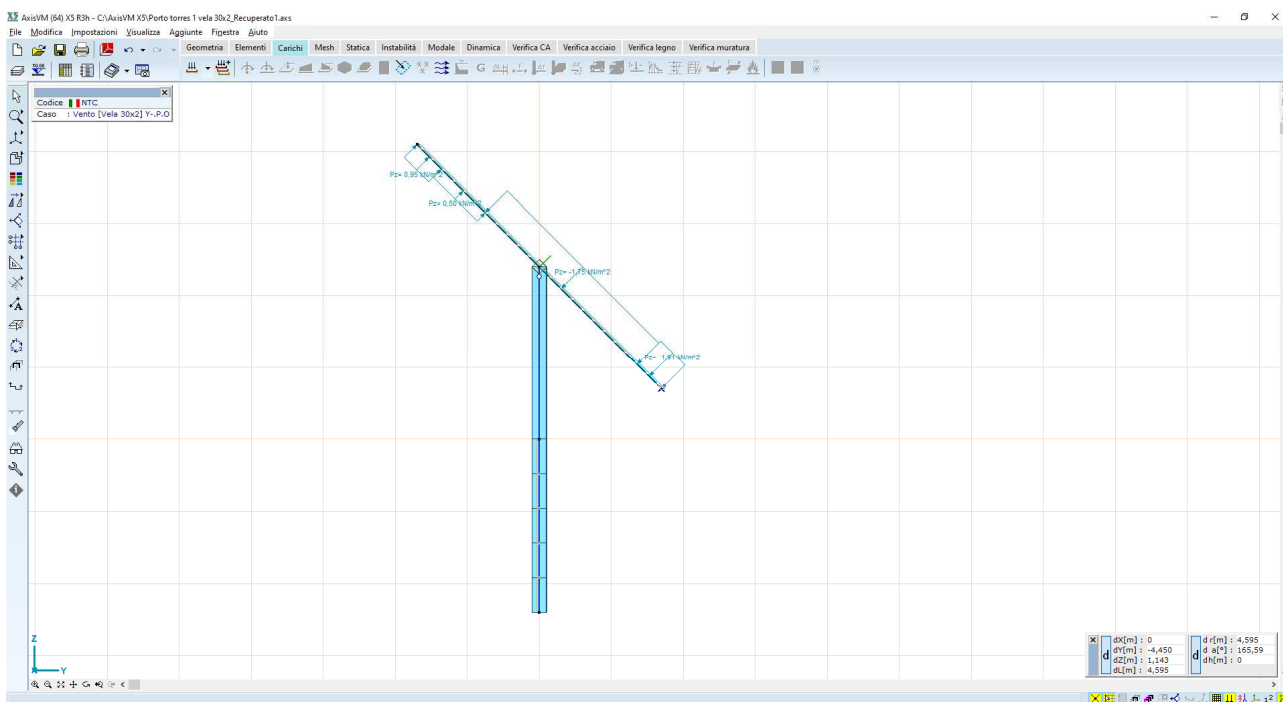 X5 AxisVM (64) X5 R3h - C:\AxisVM X5\Porto torres 1 vela 30x2_Recuperato1.axs
File Modifica Impostazioni Visualizza Aggiunte Finestra Aiuto
Geometria Elementi Carichi Mesh Statica Instabilità Modale Dinamica Verifica CA Verifica acciaio Verifica legno Verifica muratura
Codice NTC
Caso : Vento [Vela 30x2] Y-.P.O
Pz= 0,95 kN/m^2
Pz= 0,50 kN/m^2
Pz= -1,75 kN/m^2
Pz= -1,91 kN/m^2
Z
Y
dX[m] : 0 d r[m] : 4,595
dY[m] : -4,450 d a[°] : 165,59
dZ[m] : 1,143 dh[m] : 0
dL[m] : 4,595
d d